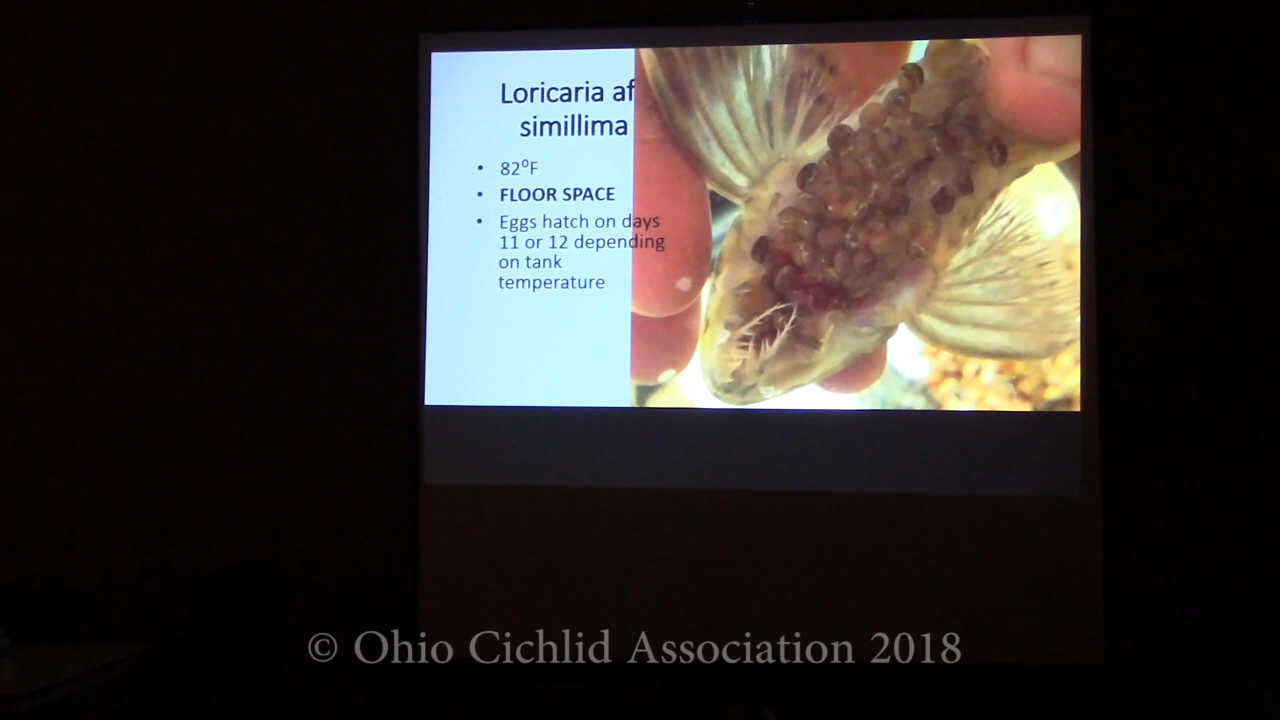 Loricaria af
simillima
• 82⁰F
• FLOOR SPACE
• Eggs hatch on days
11 or 12 depending
on tank
temperature
© Ohio Cichlid Association 2018